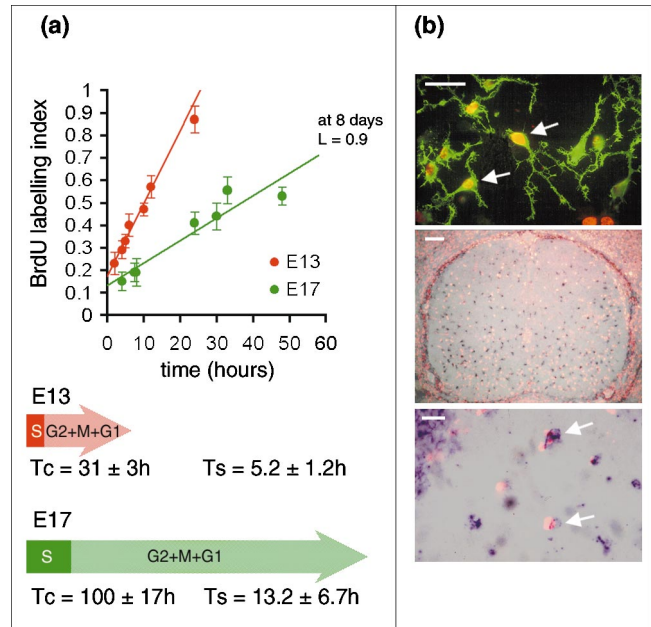 (a)
1
0.9
0.8
0.7
0.6
0.5
0.4
0.3
0.2
0.1
0
BrdU labelling index
at 8 days
L = 0.9
E13
E17
0 10 20 30 40 50 60
time (hours)
E13
S G2+M+G1
Tc = 31 ± 3h Ts = 5.2 ± 1.2h
E17
S G2+M+G1
Tc = 100 ± 17h Ts = 13.2 ± 6.7h
(b)